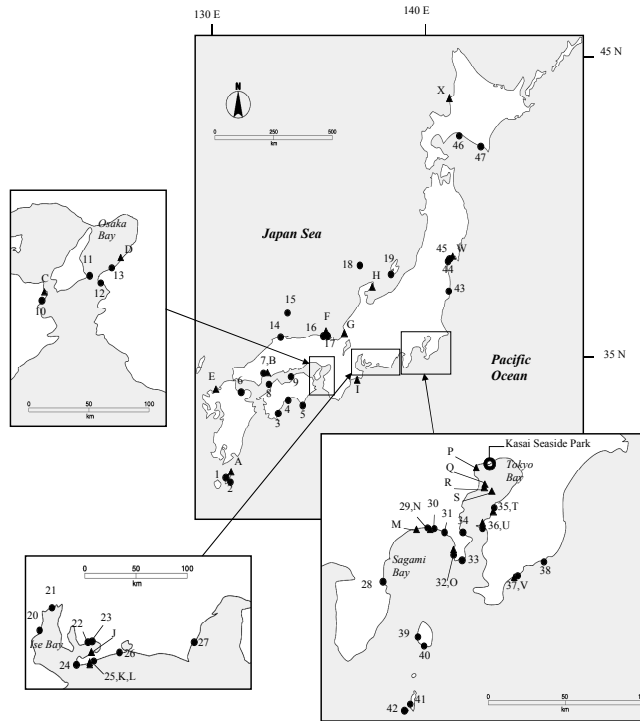 130 E
140 E
45 N
N
X
0 250 500
km
46
47
Japan Sea
45 W
44
43
18
19
H
15
F
G
14
16
17
35 N
Pacific
Ocean
7,B
E
6
9
8
I
4
3
5
A
1
2
Osaka
Bay
D
11
13
C
12
10
0 50 100
km
Kasai Seaside Park
P
Tokyo
Bay
Q
R
S
30
35,T
29,N
31
34
36,U
M
Sagami
Bay
33
38
28
32,O
37,V
39
40
41
42
0 50
km
0 50 100
km
21
20
23
22
J
Ise Bay
26
27
24
25,K,L